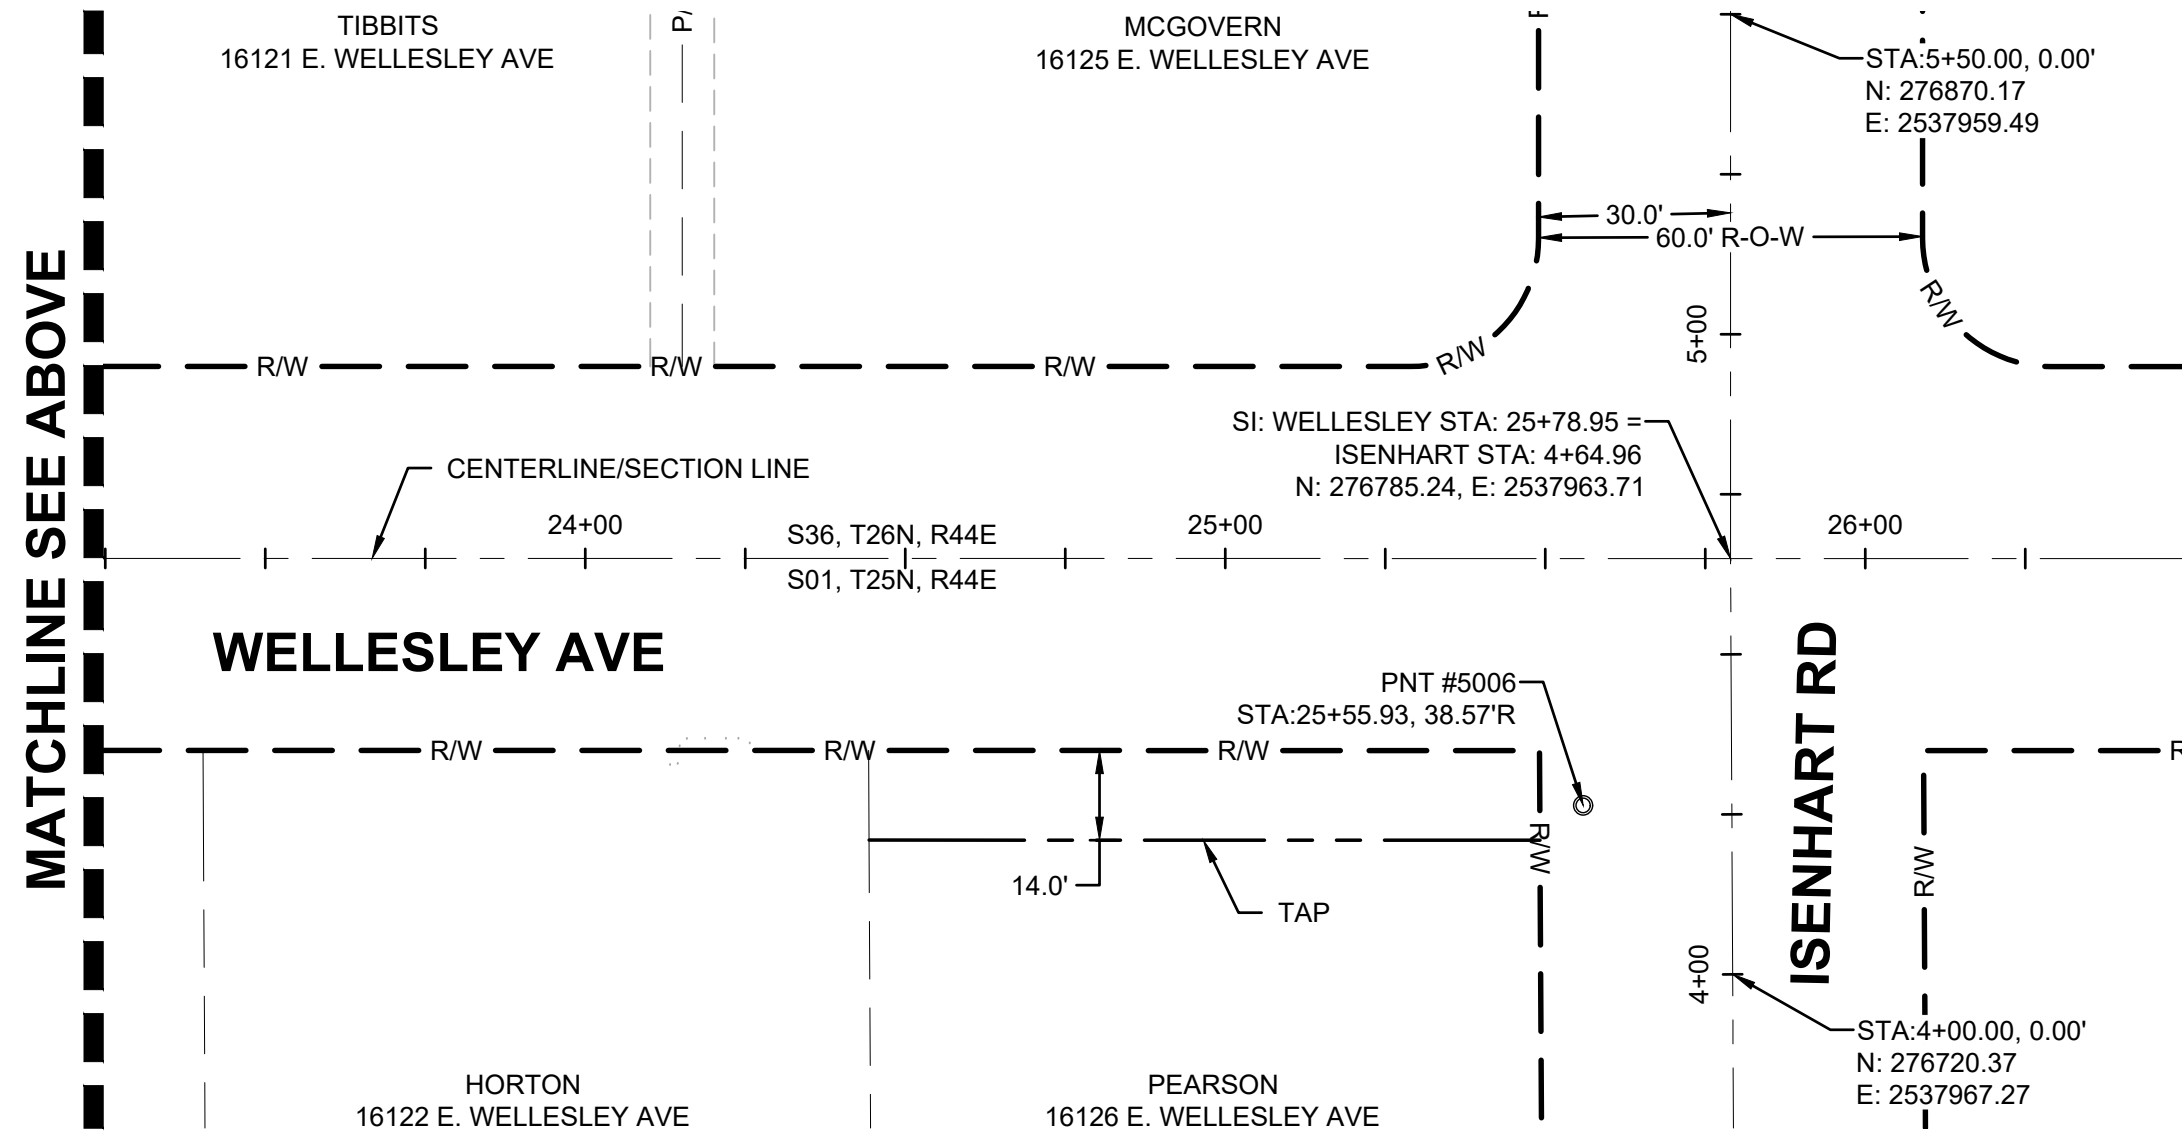 TIBBITS
16121 E. WELLESLEY AVE
MCGOVERN
16125 E. WELLESLEY AVE
STA:5+50.00, 0.00'
N: 276870.17
E: 2537959.49
30.0'
60.0' R-O-W
R/W
5+00
R/W
R/W
R/W
R/W
MATCHLINE SEE ABOVE
SI: WELLESLEY STA: 25+78.95 =
ISENHART STA: 4+64.96
N: 276785.24, E: 2537963.71
CENTERLINE/SECTION LINE
24+00
25+00
26+00
S36, T26N, R44E
S01, T25N, R44E
WELLESLEY AVE
ISENHART RD
PNT #5006
STA:25+55.93, 38.57'R
R/W
R/W
R/W
R/W
R/W
14.0'
TAP
4+00
STA:4+00.00, 0.00'
N: 276720.37
E: 2537967.27
HORTON
16122 E. WELLESLEY AVE
PEARSON
16126 E. WELLESLEY AVE